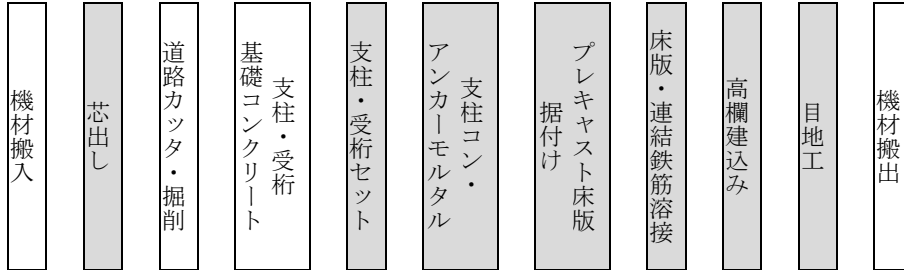 機材搬入
芯出し
道路カッタ・掘削
支柱・受桁
基礎コンクリート
支柱・受桁セット
支柱コン・
アンカーモルタル
プレキャスト床版
据付け
床版・連結鉄筋溶接
高欄建込み
目地工
機材搬出